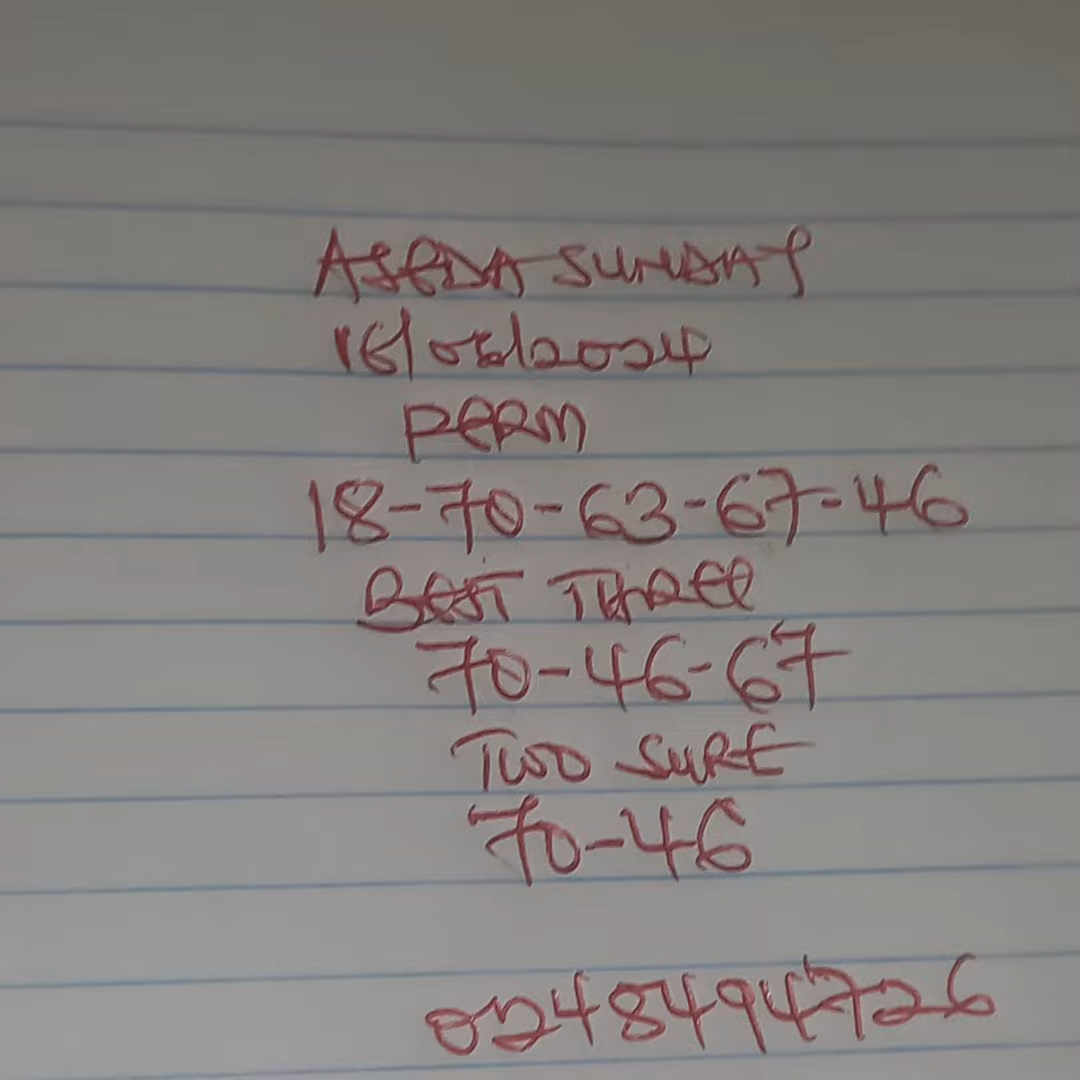 ASEDA SUNDAY
16/06/2024
PERM
18-70-63-67-46
BEST THREE
70-46-67
TWO SURE
70-46
0248494726